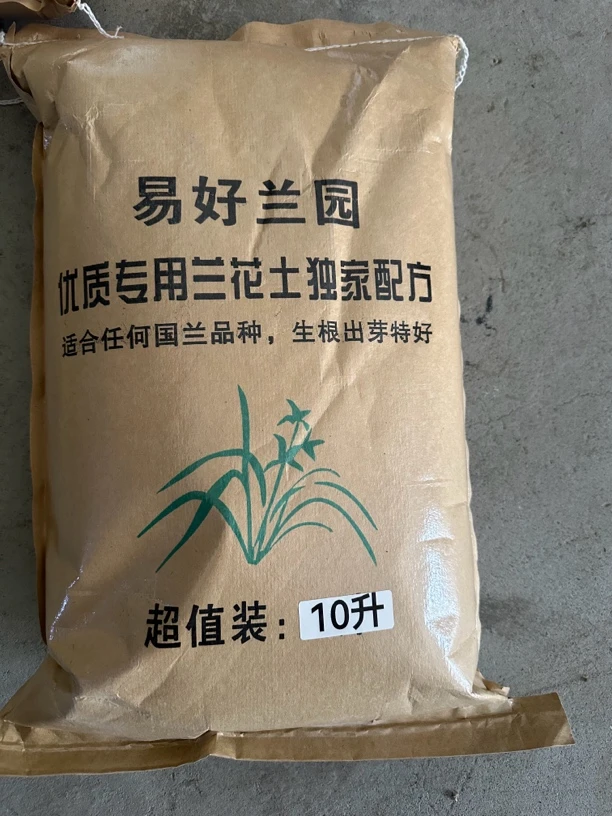 易好兰园
优质专用兰花土独家配方
适合任何国兰品种，生根出芽特好
超值装：10升